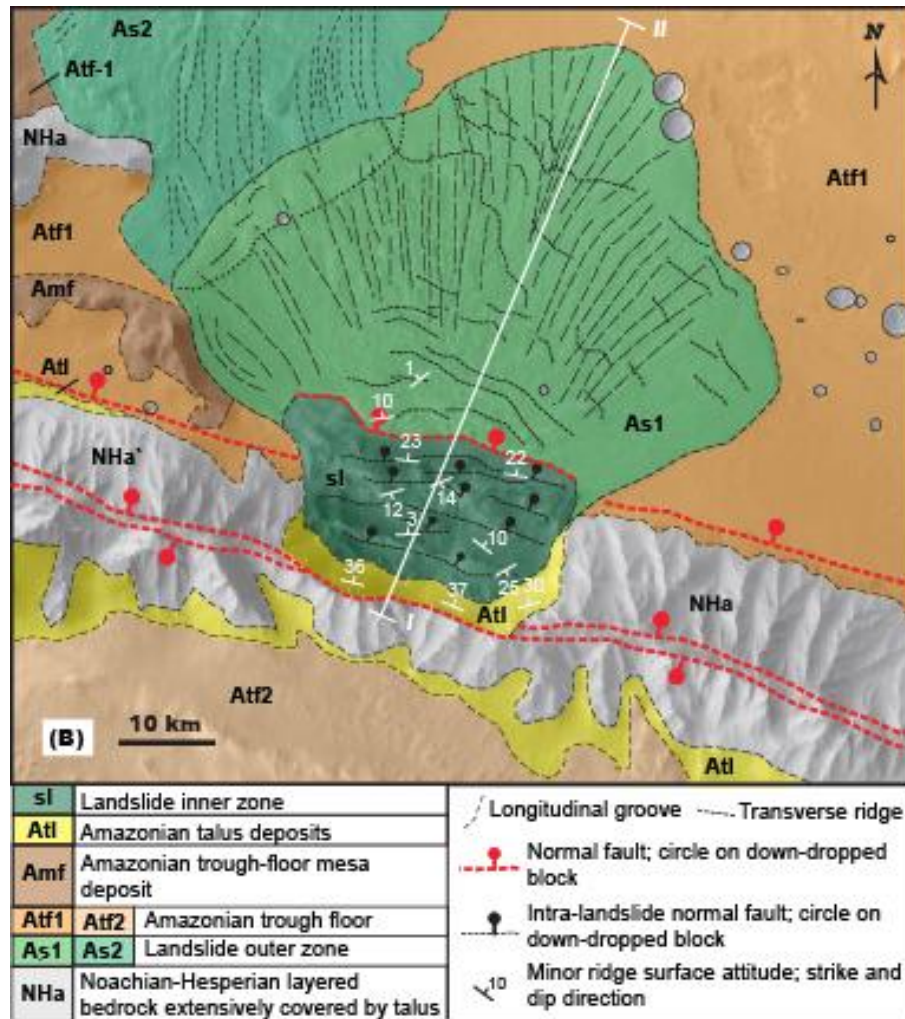 As2
II
N
Atf-1
NHa
Atf1
Atf1
Amf
Atl
1
10
As1
23
22
NHa'
sl
14
12
3
10
36
37
25
30
Atl
I
NHa
Atf2
(B)
10 km
Atl
sl Landslide inner zone
Atl Amazonian talus deposits
Amf Amazonian trough-floor mesa
deposit
Atf1 Atf2 Amazonian trough floor
As1 As2 Landslide outer zone
NHa Noachian-Hesperian layered
bedrock extensively covered by talus
Longitudinal groove Transverse ridge
Normal fault; circle on down-dropped
block
Intra-landslide normal fault; circle on
down-dropped block
10 Minor ridge surface attitude; strike and
dip direction